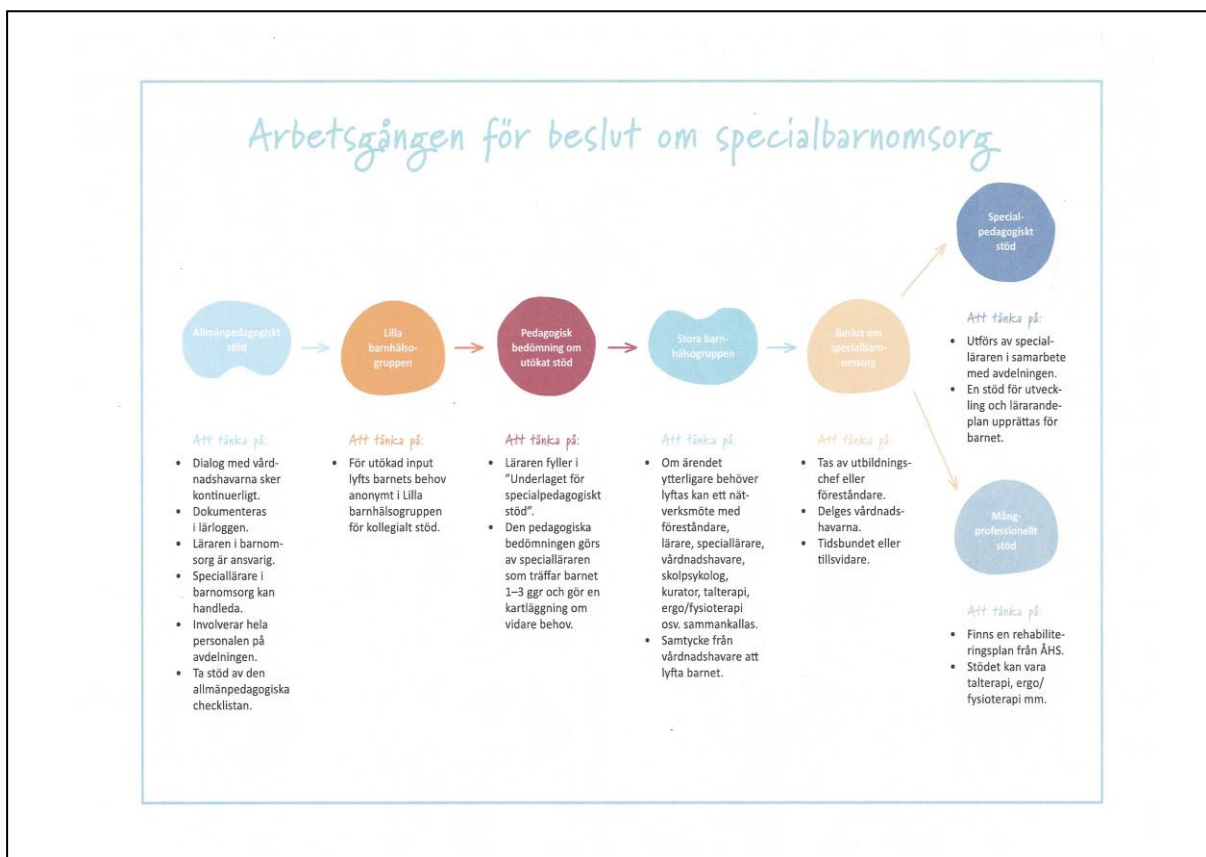 Arbetsgången för beslut om specialbarnomsorg
Allmänpedagogiskt
stöd
Att tänka på:
• Dialog med vård-
nadshavarna sker
kontinuerligt.
• Dokumenteras
i lärloggen.
• Läraren i barnom-
sorg är ansvarig.
• Speciallärare i
barnomsorg kan
handleda.
• Involverar hela
personalen på
avdelningen.
• Ta stöd av den
allmänpedagogiska
checklistan.
Lilla
barnhälso-
gruppen
Att tänka på:
• För utökad input
lyfts barnets behov
anonymt i Lilla
barnhälsogruppen
för kollegialt stöd.
Pedagogisk
bedömning om
utökat stöd
Att tänka på:
• Läraren fyller i
"Underlaget för
specialpedagogiskt
stöd".
• Den pedagogiska
bedömningen görs
av specialläraren
som träffar barnet
1–3 ggr och gör en
kartläggning om
vidare behov.
Stora barn-
hälsogruppen
Att tänka på:
• Om ärendet
ytterligare behöver
lyftas kan ett nät-
verksmöte med
föreståndare,
lärare, speciallärare,
vårdnadshavare,
skolpsykolog,
kurator, talterapi,
ergo/fysioterapi
osv. sammankallas.
• Samtycke från
vårdnadshavare att
lyfta barnet.
Beslut om
specialbarn-
omsorg
Att tänka på:
• Tas av utbildnings-
chef eller
föreståndare.
• Delges vårdnads-
havarna.
• Tidsbundet eller
tillsvidare.
Special-
pedagogiskt
stöd
Att tänka på:
• Utförs av special-
läraren i samarbete
med avdelningen.
• En stöd för utveck-
ling och lärarande-
plan upprättas för
barnet.
Mång-
professionellt
stöd
Att tänka på:
• Finns en rehabilite-
ringsplan från ÅHS.
• Stödet kan vara
talterapi, ergo/
fysioterapi mm.